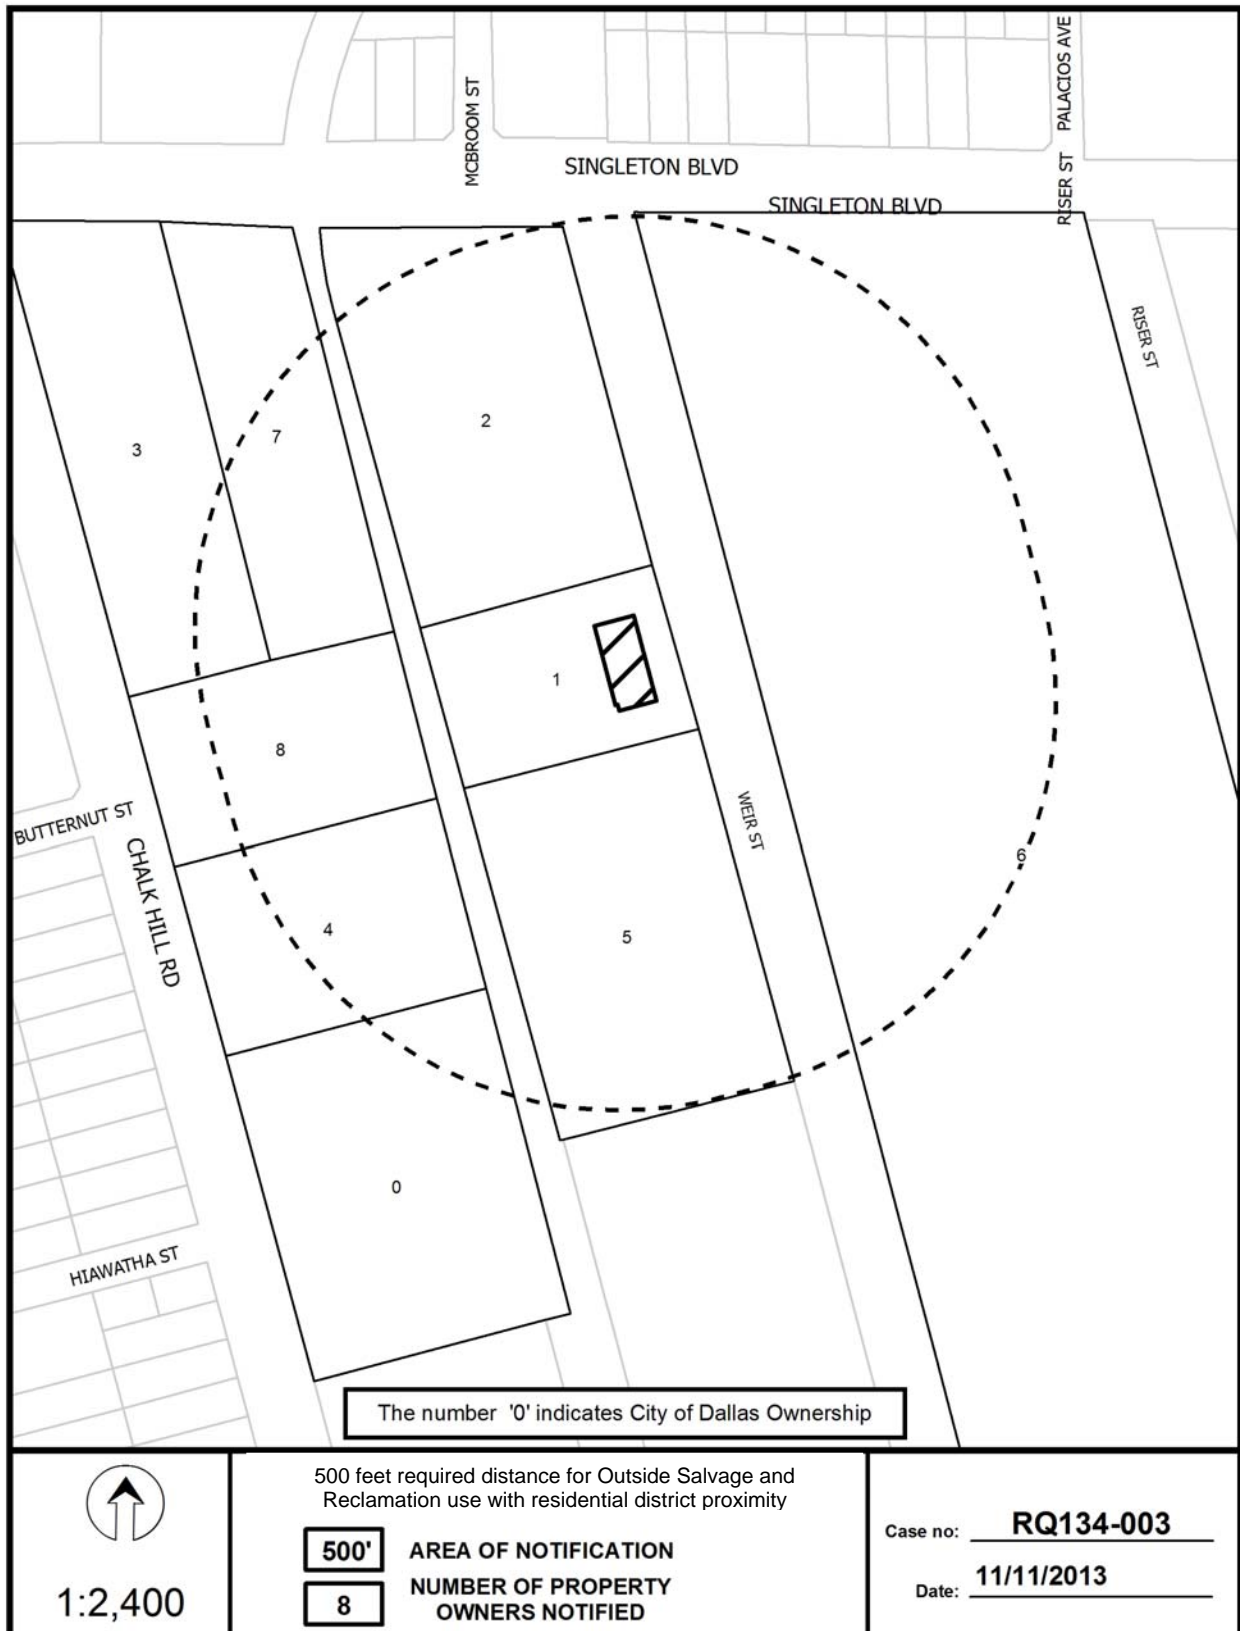 MCBROOM ST
PALACIOS AVE
RISER ST
SINGLETON BLVD
SINGLETON BLVD
RISER ST
3
7
2
1
8
BUTTERNUT ST
CHALK HILL RD
WEIR ST
6
4
5
0
HIAWATHA ST
The number '0' indicates City of Dallas Ownership
1:2,400
500 feet required distance for Outside Salvage and
Reclamation use with residential district proximity
500' AREA OF NOTIFICATION
8 NUMBER OF PROPERTY
OWNERS NOTIFIED
Case no: RQ134-003
Date: 11/11/2013